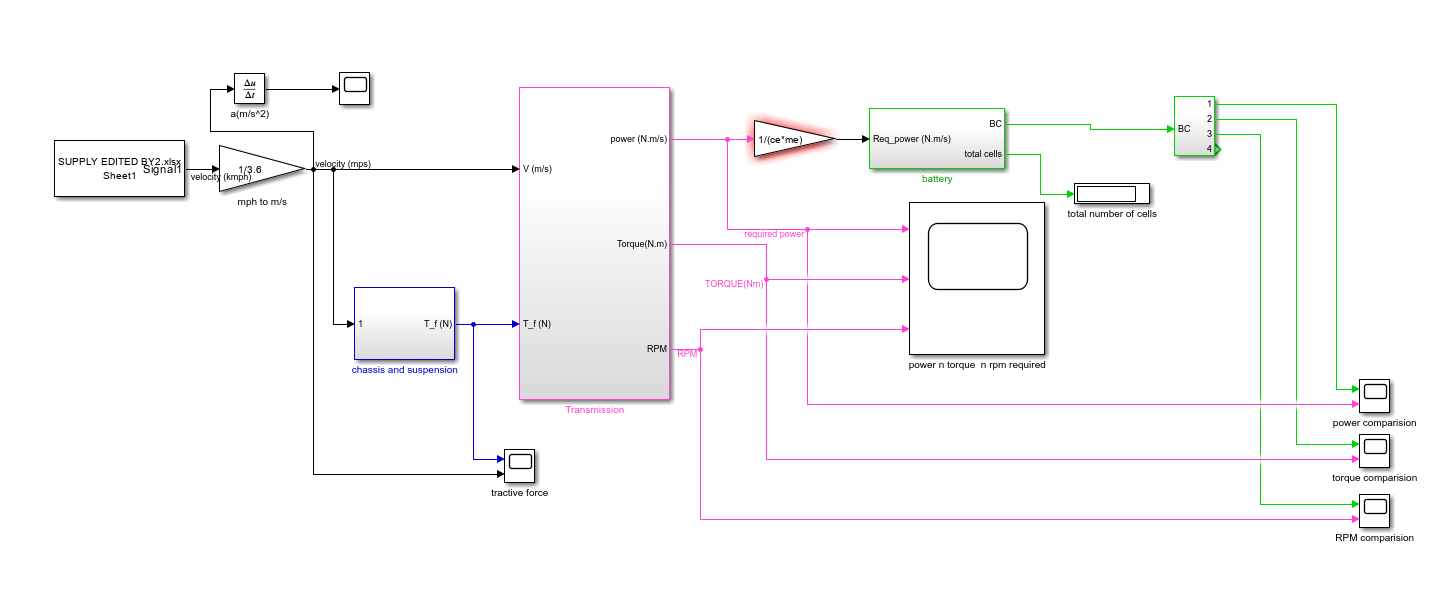 Δu
Δt
a(m/s^2)
SUPPLY EDITED BY2.xlsx
Sheet1
Signal1
velocity (kmph)
1/3.6
mph to m/s
velocity (mps)
1
T_f (N)
chassis and suspension
tractive force
V (m/s)
T_f (N)
power (N.m/s)
Torque(N.m)
RPM
Transmission
required power
TORQUE(Nm)
RPM
1/(ce*me)
Req_power (N.m/s)
BC
total cells
battery
BC
1
2
3
4
total number of cells
power n torque  n rpm required
power comparision
torque comparision
RPM comparision